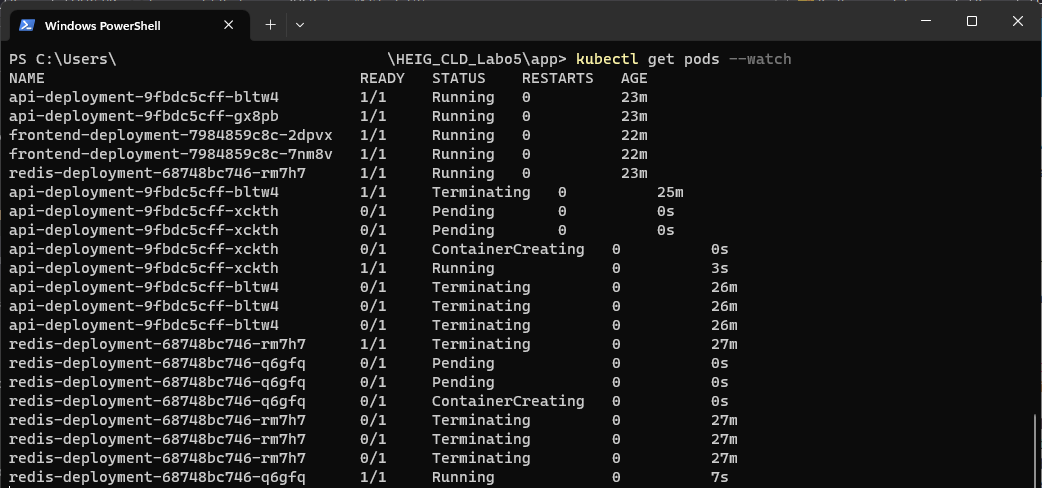 Windows PowerShell
PS C:\Users\ \HEIG_CLD_Labo5\app> kubectl get pods --watch
NAME READY STATUS RESTARTS AGE
api-deployment-9fbdc5cff-bltw4 1/1 Running 0 23m
api-deployment-9fbdc5cff-gx8pb 1/1 Running 0 23m
frontend-deployment-7984859c8c-2dpvx 1/1 Running 0 22m
frontend-deployment-7984859c8c-7nm8v 1/1 Running 0 22m
redis-deployment-68748bc746-rm7h7 1/1 Running 0 23m
api-deployment-9fbdc5cff-bltw4 1/1 Terminating 0 25m
api-deployment-9fbdc5cff-xckth 0/1 Pending 0 0s
api-deployment-9fbdc5cff-xckth 0/1 Pending 0 0s
api-deployment-9fbdc5cff-xckth 0/1 ContainerCreating 0 0s
api-deployment-9fbdc5cff-xckth 1/1 Running 0 3s
api-deployment-9fbdc5cff-bltw4 0/1 Terminating 0 26m
api-deployment-9fbdc5cff-bltw4 0/1 Terminating 0 26m
api-deployment-9fbdc5cff-bltw4 0/1 Terminating 0 26m
redis-deployment-68748bc746-rm7h7 1/1 Terminating 0 27m
redis-deployment-68748bc746-q6gfq 0/1 Pending 0 0s
redis-deployment-68748bc746-q6gfq 0/1 Pending 0 0s
redis-deployment-68748bc746-q6gfq 0/1 ContainerCreating 0 0s
redis-deployment-68748bc746-rm7h7 0/1 Terminating 0 27m
redis-deployment-68748bc746-rm7h7 0/1 Terminating 0 27m
redis-deployment-68748bc746-rm7h7 0/1 Terminating 0 27m
redis-deployment-68748bc746-q6gfq 1/1 Running 0 7s